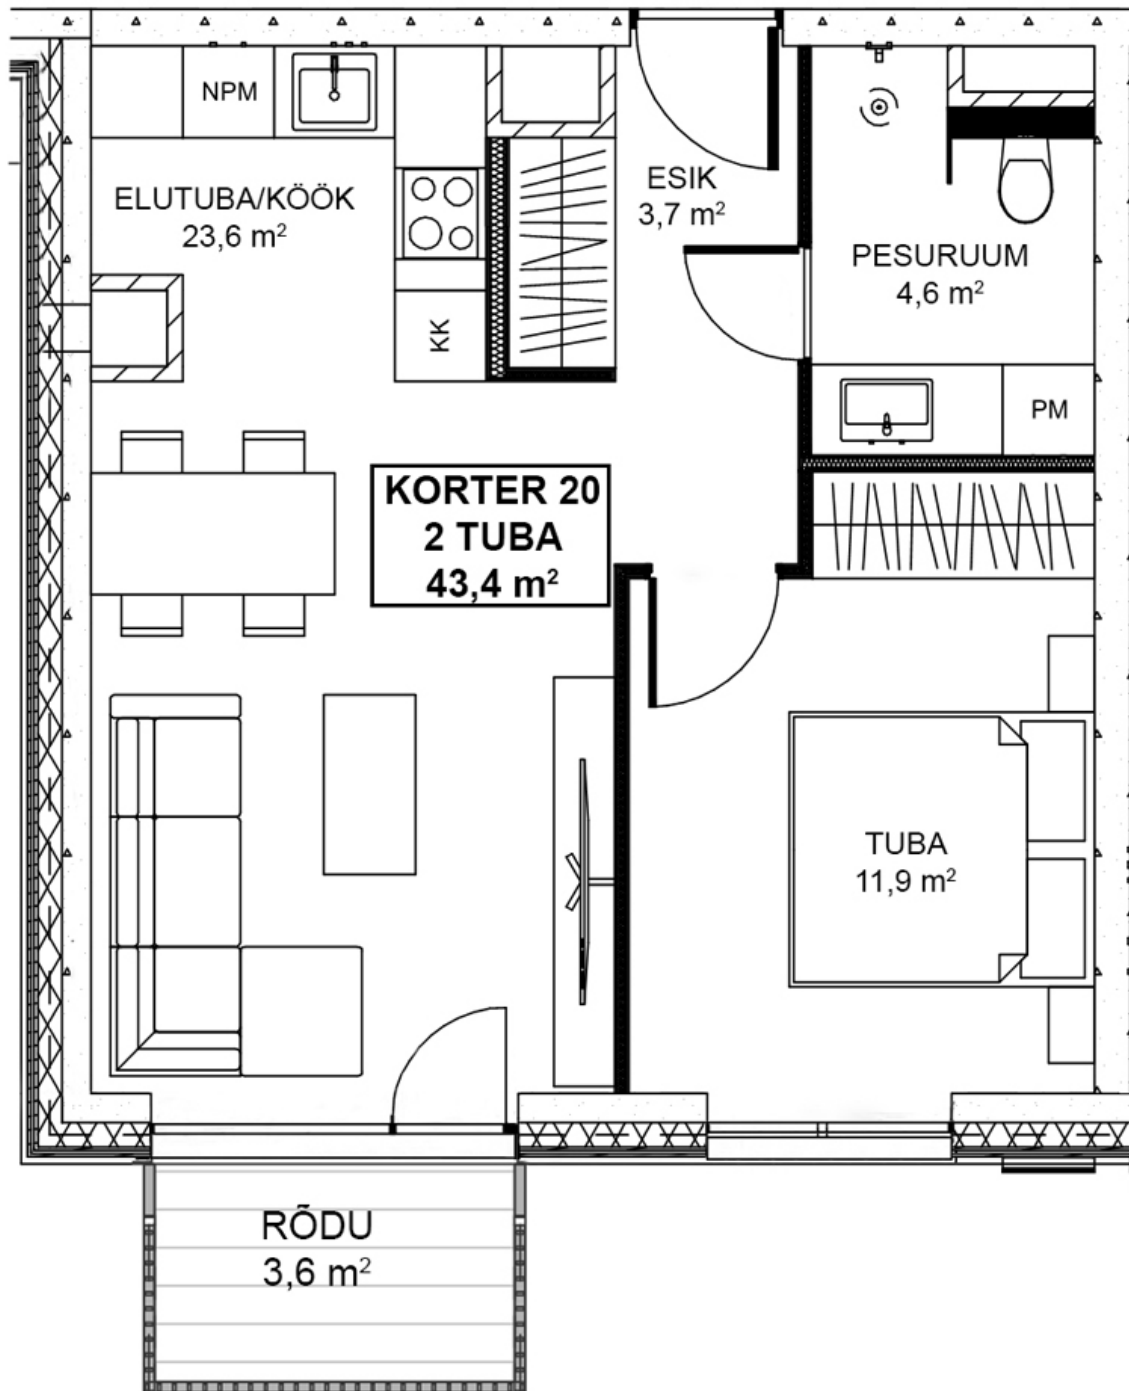 NPM
ELUTUBA/KÖÖK
23,6 m²
ESIK
3,7 m²
PESURUUM
4,6 m²
KK
PM
KORTER 20
2 TUBA
43,4 m²
TUBA
11,9 m²
RÕDU
3,6 m²